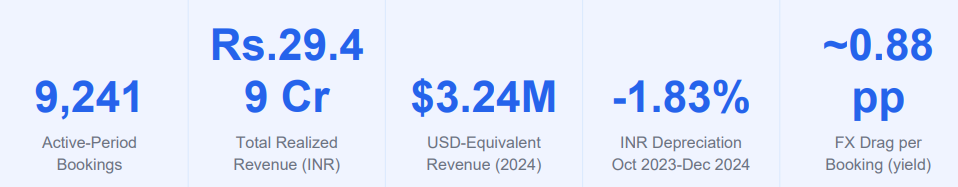 9,241
Active-Period
Bookings
Rs.29.4
9 Cr
Total Realized
Revenue (INR)
$3.24M
USD-Equivalent
Revenue (2024)
-1.83%
INR Depreciation
Oct 2023-Dec 2024
~0.88
pp
FX Drag per
Booking (yield)